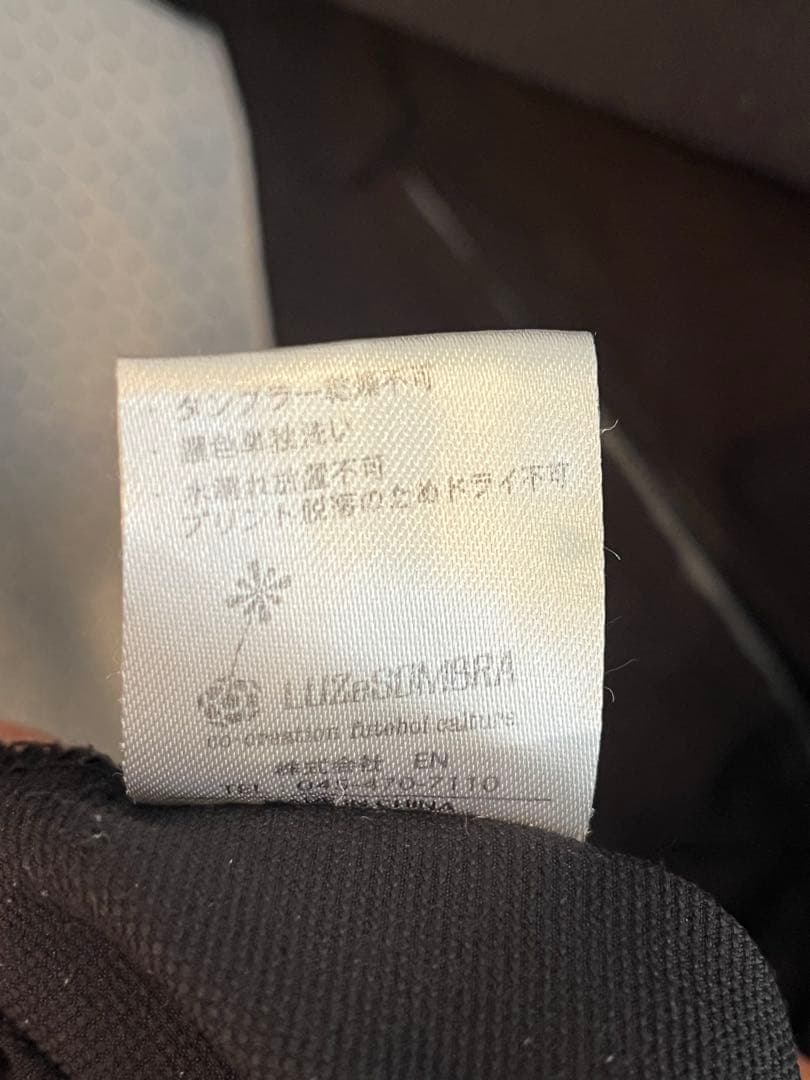 ・タンブラー乾燥不可
・濃色単独洗い
・水濡れ放置不可
・プリント脱落のためドライ不可
LUZeSOMBRA
co-creation futebol calture
株式会社 EN
TEL 045-470-7110
CHINA